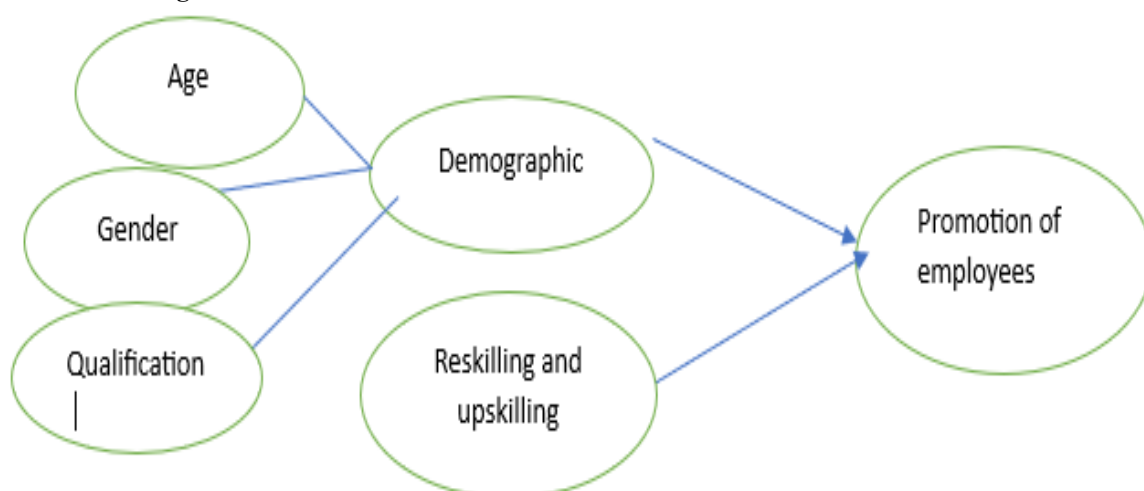 Age
Gender
Qualification
Demographic
Reskilling and
upskilling
Promotion of
employees